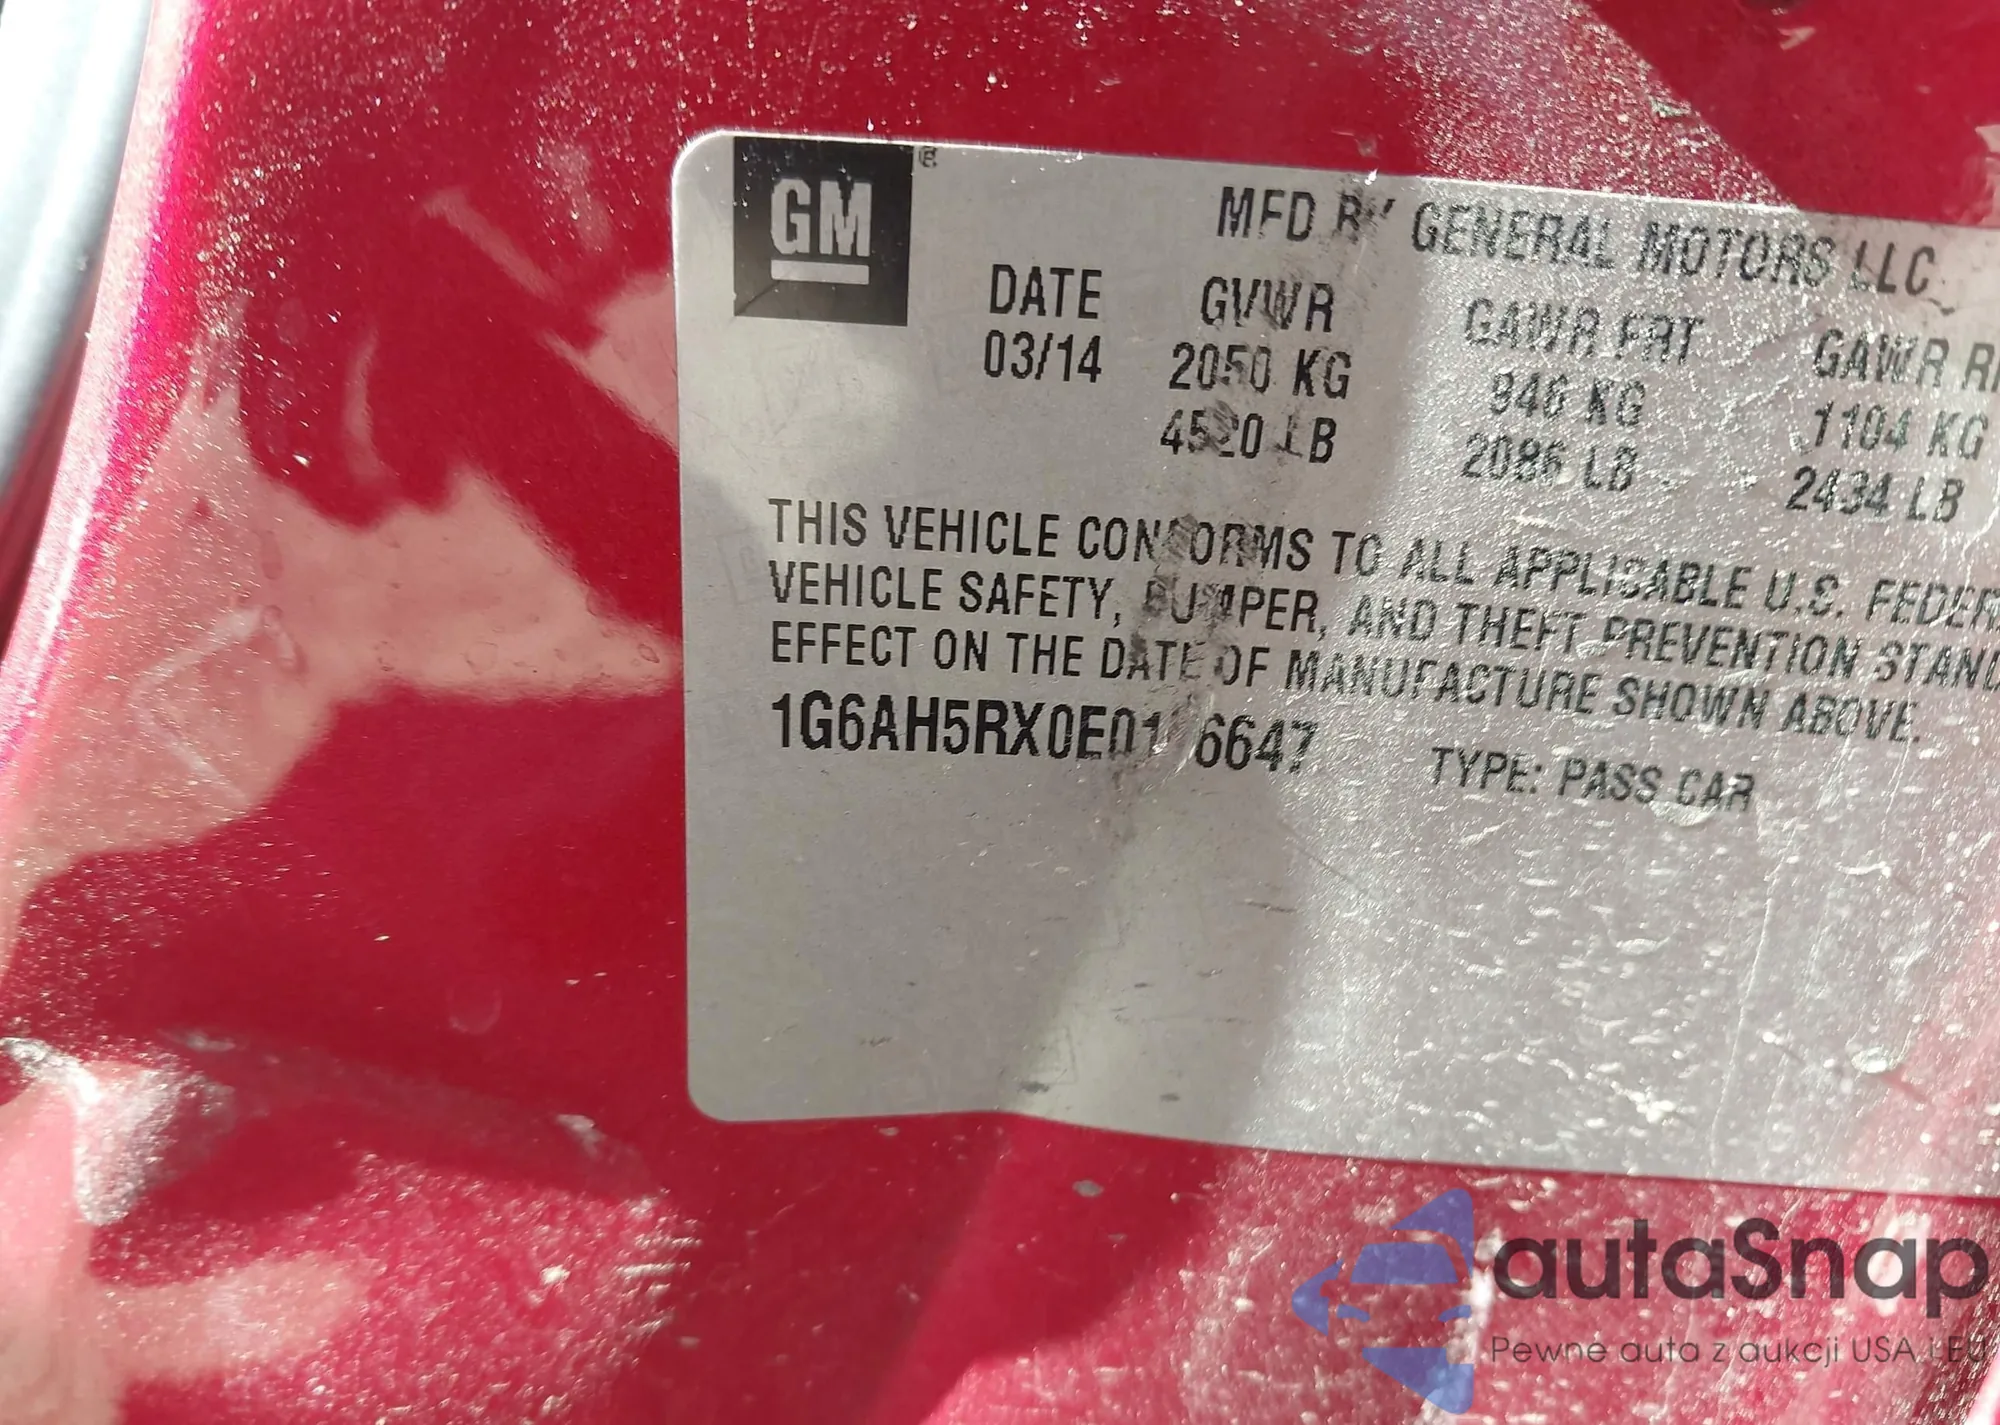 GM®
MFD BY GENERAL MOTORS LLC
DATE GVWR GAWR FRT GAWR
03/14 2050 KG 946 KG 1104 KG
4520 LB 2086 LB 2434 LB
THIS VEHICLE CONFORMS TO ALL APPLICABLE U.S. FEDER
VEHICLE SAFETY, BUMPER, AND THEFT PREVENTION STAND
EFFECT ON THE DATE OF MANUFACTURE SHOWN ABOVE.
TYPE: PASS CAR
autaSnap
Pewne auta z aukcji USA i EU